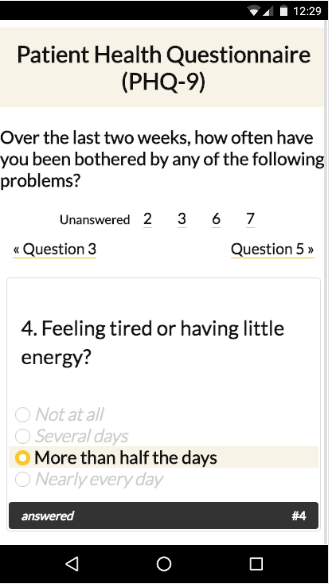 12:29
Patient Health Questionnaire
(PHQ-9)
Over the last two weeks, how often have
you been bothered by any of the following
problems?
Unanswered 2 3 6 7
« Question 3 Question 5 »
4. Feeling tired or having little
energy?
Not at all
Several days
More than half the days
Nearly every day
answered #4